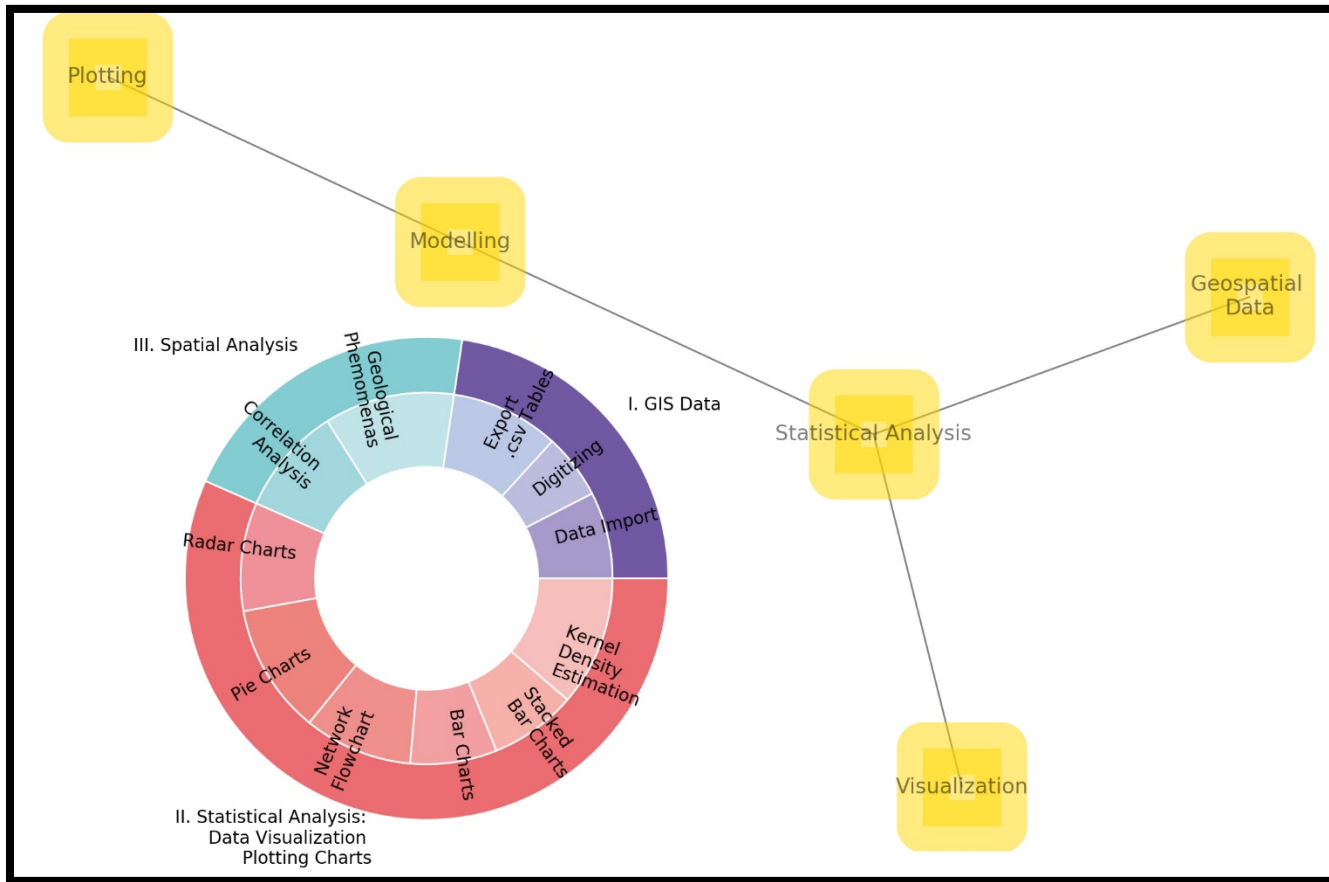 Plotting
Modelling
Geospatial
Data
Statistical Analysis
Visualization
III. Spatial Analysis
I. GIS Data
Geological
Phemomenas
Export
.csv Tables
Correlation
Analysis
Digitizing
Data Import
Radar Charts
Kernel
Density
Estimation
Pie Charts
Network
Flowchart
Bar Charts
Stacked
Bar Charts
II. Statistical Analysis:
Data Visualization
Plotting Charts